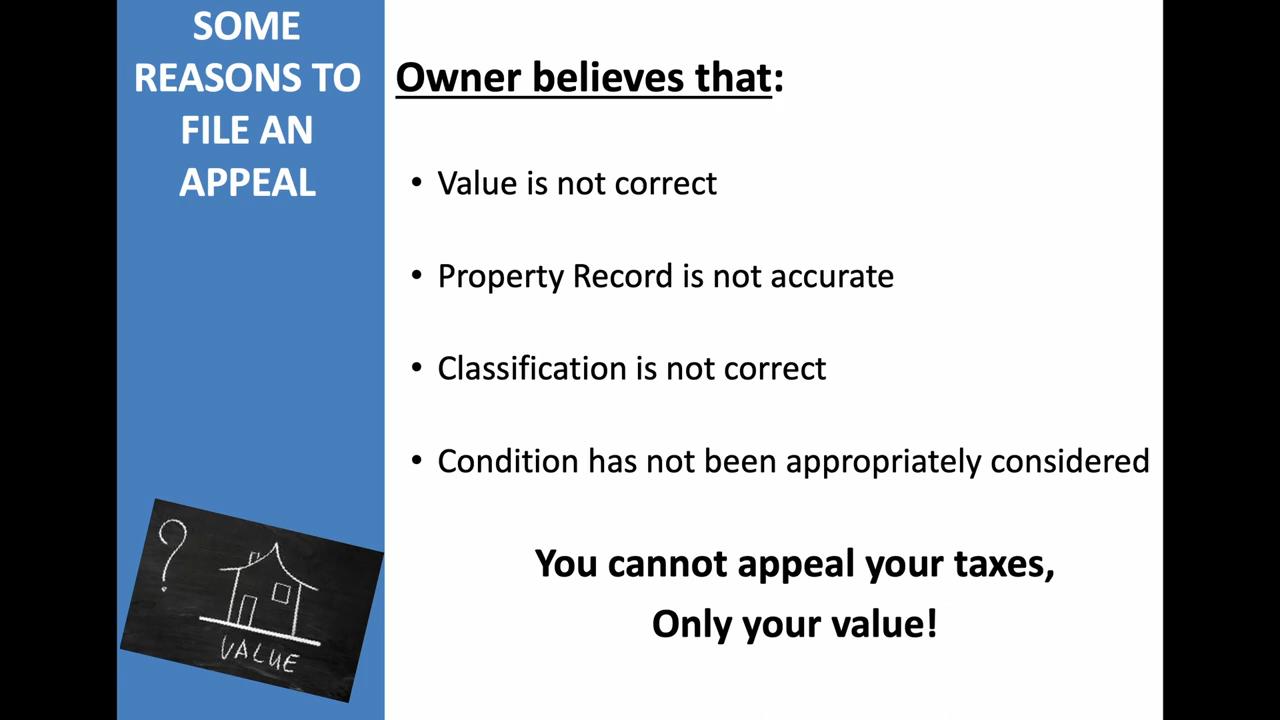 SOME
REASONS TO
FILE AN
APPEAL
Owner believes that:
• Value is not correct
• Property Record is not accurate
• Classification is not correct
• Condition has not been appropriately considered
You cannot appeal your taxes,
Only your value!
?
VALUE